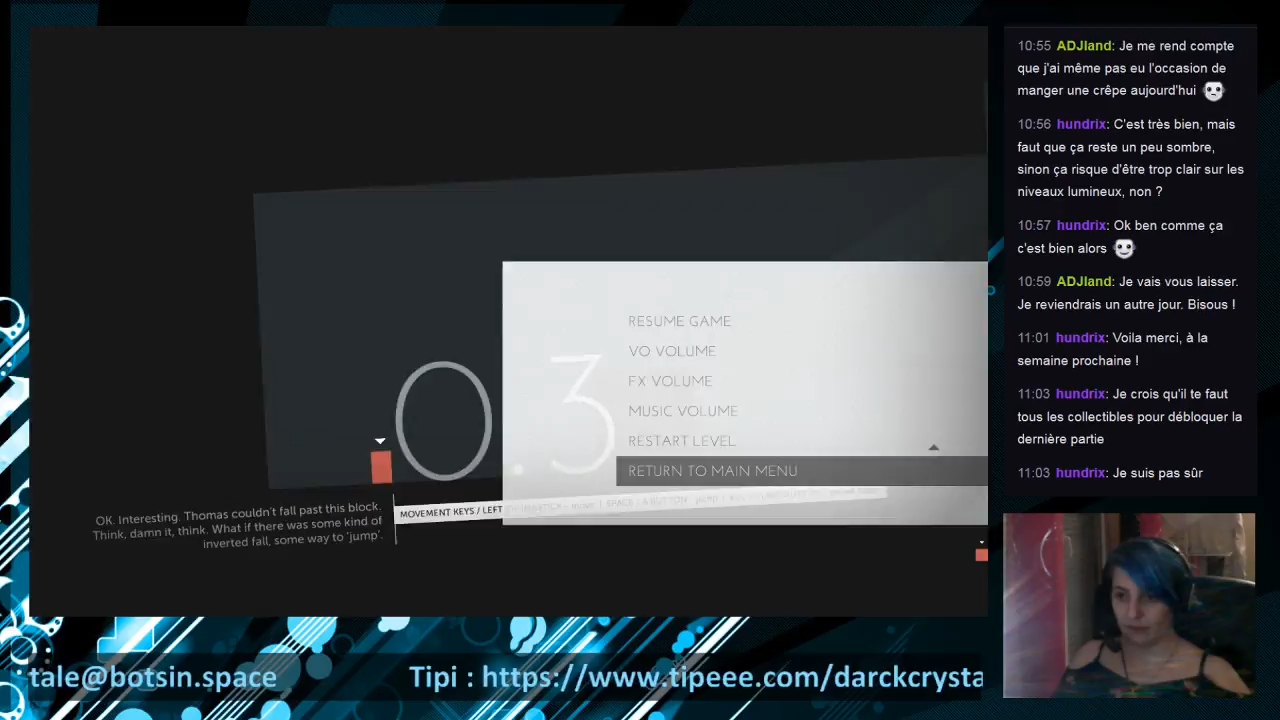 0.3
RESUME GAME
VO VOLUME
FX VOLUME
MUSIC VOLUME
RESTART LEVEL
RETURN TO MAIN MENU
MOVEMENT KEYS / LEFT
OK. Interesting. Thomas couldn't fall past this block.
Think, damn it, think. What if there was some kind of
inverted fall, some way to 'jump'.
10:55 ADJland: Je me rend compte
que j'ai même pas eu l'occasion de
manger une crêpe aujourd'hui
10:56 hundrix: C'est très bien, mais
faut que ça reste un peu sombre,
sinon ça risque d'être trop clair sur les
niveaux lumineux, non ?
10:57 hundrix: Ok ben comme ça
c'est bien alors
10:59 ADJland: Je vais vous laisser.
Je reviendrais un autre jour. Bisous !
11:01 hundrix: Voila merci, à la
semaine prochaine !
11:03 hundrix: Je crois qu'il te faut
tous les collectibles pour débloquer la
dernière partie
11:03 hundrix: Je suis pas sûr
tale@botsin.space Tipi : https://www.tipeee.com/darckcrysta